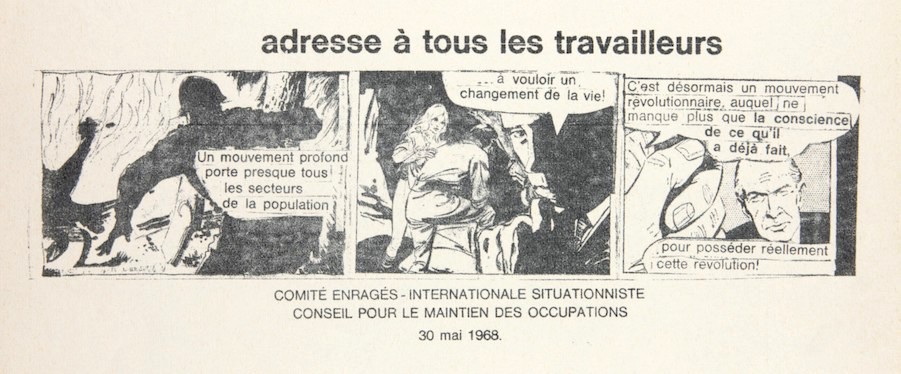 adresse à tous les travailleurs
Un mouvement profond
porte presque tous
les secteurs
de la population
... à vouloir un
changement de la vie!
C'est désormais un mouvement
révolutionnaire, auquel ne
manque plus que la conscience
de ce qu'il
a déjà fait,
pour posséder réellement
cette révolution!
COMITÉ ENRAGÉS - INTERNATIONALE SITUATIONNISTE
CONSEIL POUR LE MAINTIEN DES OCCUPATIONS
30 mai 1968.